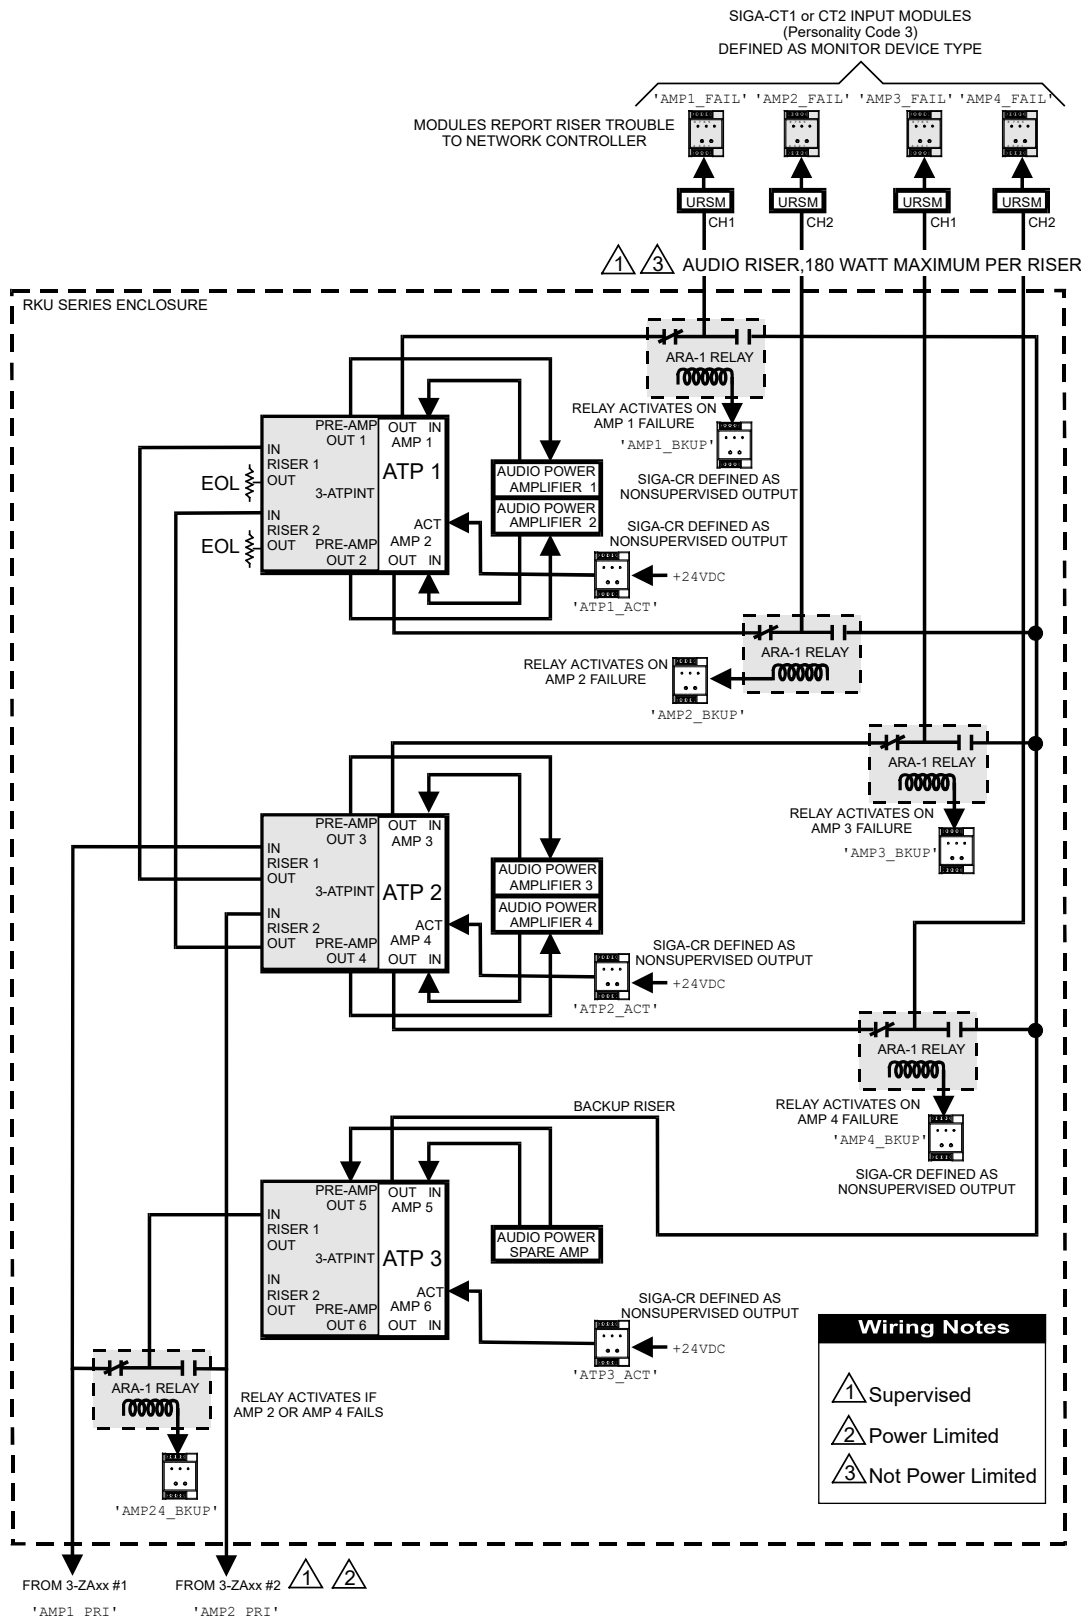 SIGA-CT1 or CT2 INPUT MODULES
(Personality Code 3)
DEFINED AS MONITOR DEVICE TYPE
'AMP1_FAIL' 'AMP2_FAIL' 'AMP3_FAIL' 'AMP4_FAIL'
MODULES REPORT RISER TROUBLE
TO NETWORK CONTROLLER
URSM URSM URSM URSM
CH1 CH2 CH1 CH2
1 3 AUDIO RISER,180 WATT MAXIMUM PER RISER
RKU SERIES ENCLOSURE
ARA-1 RELAY
RELAY ACTIVATES ON
AMP 1 FAILURE
'AMP1_BKUP'
SIGA-CR DEFINED AS
NONSUPERVISED OUTPUT
PRE-AMP
OUT 1
OUT IN
AMP 1
IN
RISER 1
OUT
EOL
ATP 1
3-ATPINT
IN
RISER 2
OUT
EOL
PRE-AMP
OUT 2
ACT
AMP 2
OUT IN
AUDIO POWER
AMPLIFIER 1
AUDIO POWER
AMPLIFIER 2
SIGA-CR DEFINED AS
NONSUPERVISED OUTPUT
+24VDC
'ATP1_ACT'
ARA-1 RELAY
RELAY ACTIVATES ON
AMP 2 FAILURE
'AMP2_BKUP'
ARA-1 RELAY
RELAY ACTIVATES ON
AMP 3 FAILURE
'AMP3_BKUP'
PRE-AMP
OUT 3
OUT IN
AMP 3
IN
RISER 1
OUT
3-ATPINT
ATP 2
IN
RISER 2
OUT
PRE-AMP
OUT 4
ACT
AMP 4
OUT IN
AUDIO POWER
AMPLIFIER 3
AUDIO POWER
AMPLIFIER 4
SIGA-CR DEFINED AS
NONSUPERVISED OUTPUT
+24VDC
'ATP2_ACT'
ARA-1 RELAY
RELAY ACTIVATES ON
AMP 4 FAILURE
'AMP4_BKUP'
SIGA-CR DEFINED AS
NONSUPERVISED OUTPUT
BACKUP RISER
PRE-AMP
OUT 5
OUT IN
AMP 5
IN
RISER 1
OUT
3-ATPINT
ATP 3
IN
RISER 2
OUT
PRE-AMP
OUT 6
ACT
AMP 6
OUT IN
AUDIO POWER
SPARE AMP
SIGA-CR DEFINED AS
NONSUPERVISED OUTPUT
+24VDC
'ATP3_ACT'
ARA-1 RELAY
RELAY ACTIVATES IF
AMP 2 OR AMP 4 FAILS
'AMP24_BKUP'
Wiring Notes
1 Supervised
2 Power Limited
3 Not Power Limited
FROM 3-ZAxx #1
'AMP1_PRI'
FROM 3-ZAxx #2 1 2
'AMP2_PRI'